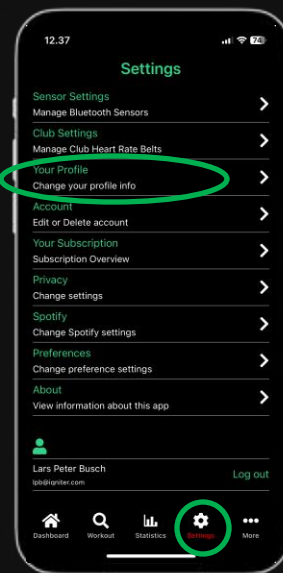 12.37
74
Settings
Sensor Settings
Manage Bluetooth Sensors
Club Settings
Manage Club Heart Rate Belts
Your Profile
Change your profile info
Account
Edit or Delete account
Your Subscription
Subscription Overview
Privacy
Change settings
Spotify
Change Spotify settings
Preferences
Change preference settings
About
View information about this app
Lars Peter Busch
lpb@iqniter.com
Log out
Dashboard
Workout
Statistics
Settings
More